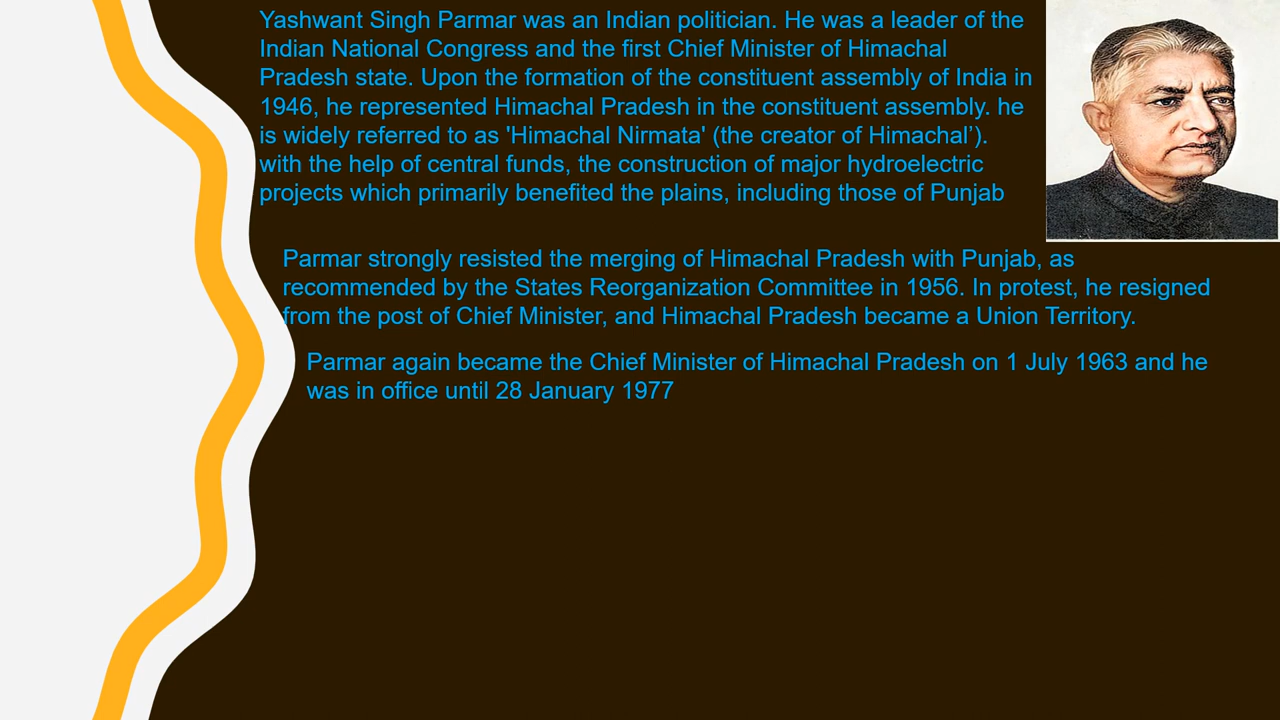 Yashwant Singh Parmar was an Indian politician. He was a leader of the
Indian National Congress and the first Chief Minister of Himachal
Pradesh state. Upon the formation of the constituent assembly of India in
1946, he represented Himachal Pradesh in the constituent assembly. he
is widely referred to as 'Himachal Nirmata' (the creator of Himachal’).
with the help of central funds, the construction of major hydroelectric
projects which primarily benefited the plains, including those of Punjab
Parmar strongly resisted the merging of Himachal Pradesh with Punjab, as
recommended by the States Reorganization Committee in 1956. In protest, he resigned
from the post of Chief Minister, and Himachal Pradesh became a Union Territory.
Parmar again became the Chief Minister of Himachal Pradesh on 1 July 1963 and he
was in office until 28 January 1977